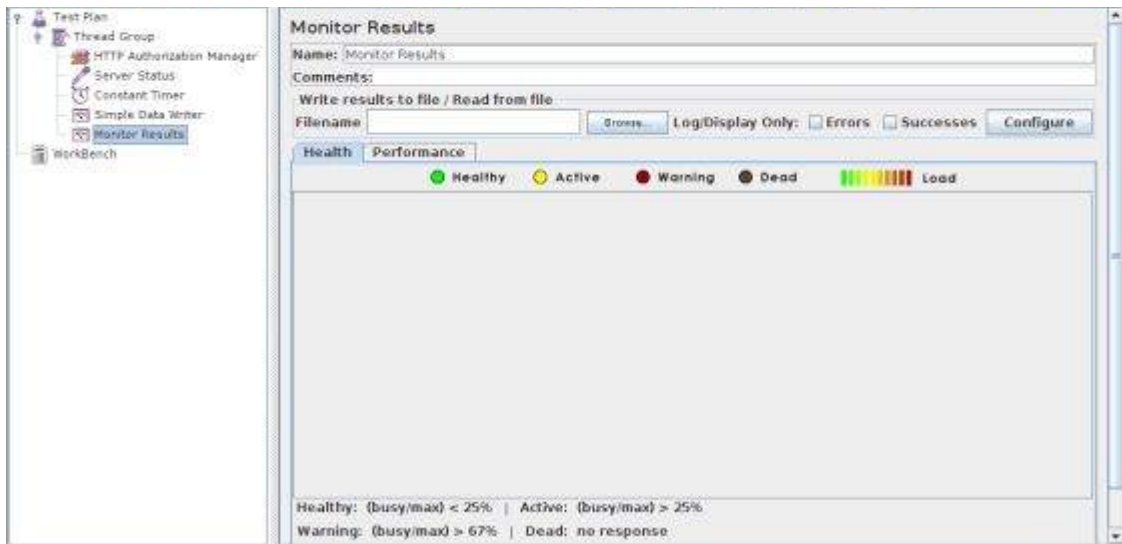 Test Plan
Thread Group
HTTP Authorization Manager
Server Status
Constant Timer
Simple Data Writer
Monitor Results
WorkBench
Monitor Results
Name: Monitor Results
Comments:
Write results to file / Read from file
Filename Browse... Log/Display Only: Errors Successes Configure
Health Performance
Healthy Active Warning Dead Load
Healthy: (busy/max) < 25% | Active: (busy/max) > 25%
Warning: (busy/max) > 67% | Dead: no response